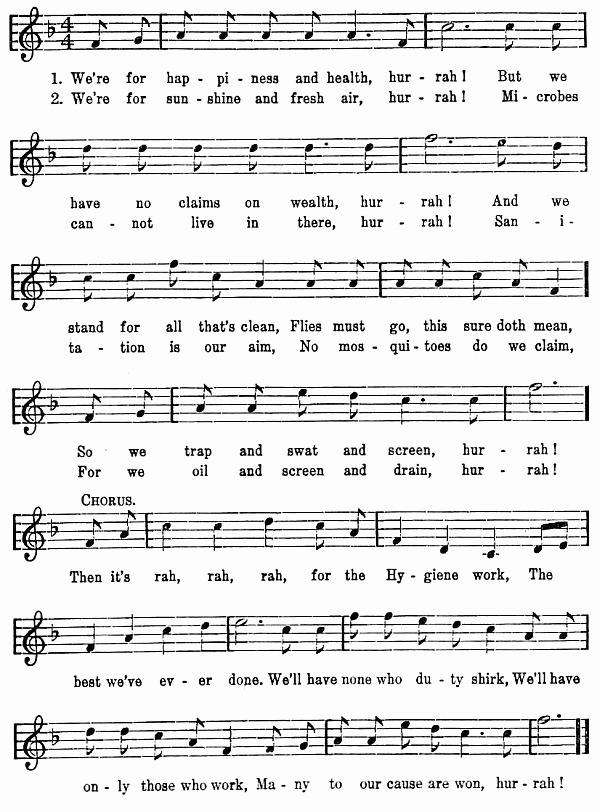 1. We're for hap - pi - ness and health, hur - rah! But we
2. We're for sun - shine and fresh air, hur - rah! Mi - crobes
have no claims on wealth, hur - rah! And we
can - not live in there, hur - rah! San - i -
stand for all that's clean, Flies must go, this sure doth mean,
ta - tion is our aim, No mos - qui - toes do we claim,
So we trap and swat and screen, hur - rah!
For we oil and screen and drain, hur - rah!
CHORUS.
Then it's rah, rah, rah, for the Hy - giene work, The
best we've ev - er done. We'll have none who du - ty shirk, We'll have
on - ly those who work, Ma - ny to our cause are won, hur - rah!